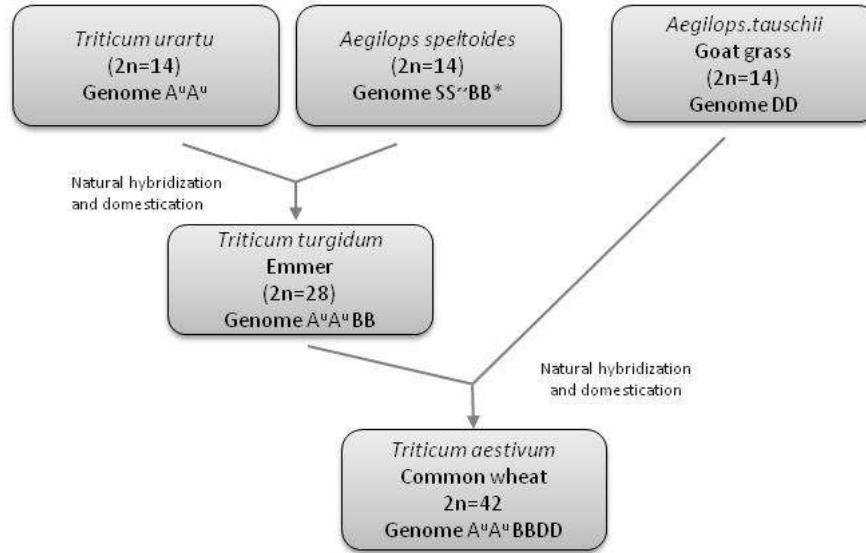 Triticum urartu
(2n=14)
Genome AᵘAᵘ
Aegilops speltoides
(2n=14)
Genome SS~BB*
Aegilops.tauschii
Goat grass
(2n=14)
Genome DD
Natural hybridization
and domestication
Triticum turgidum
Emmer
(2n=28)
Genome AᵘAᵘBB
Natural hybridization
and domestication
Triticum aestivum
Common wheat
2n=42
Genome AᵘAᵘBBDD